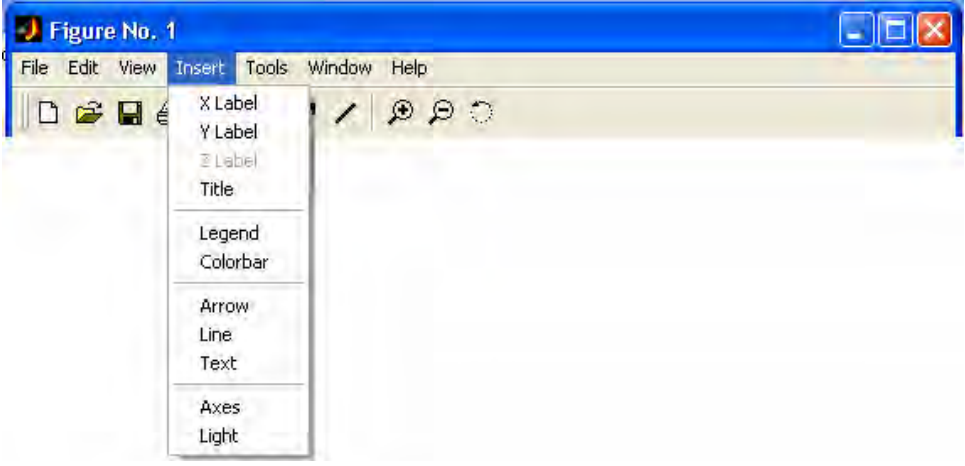 Figure No. 1
File Edit View Insert Tools Window Help
X Label
Y Label
Z Label
Title
Legend
Colorbar
Arrow
Line
Text
Axes
Light